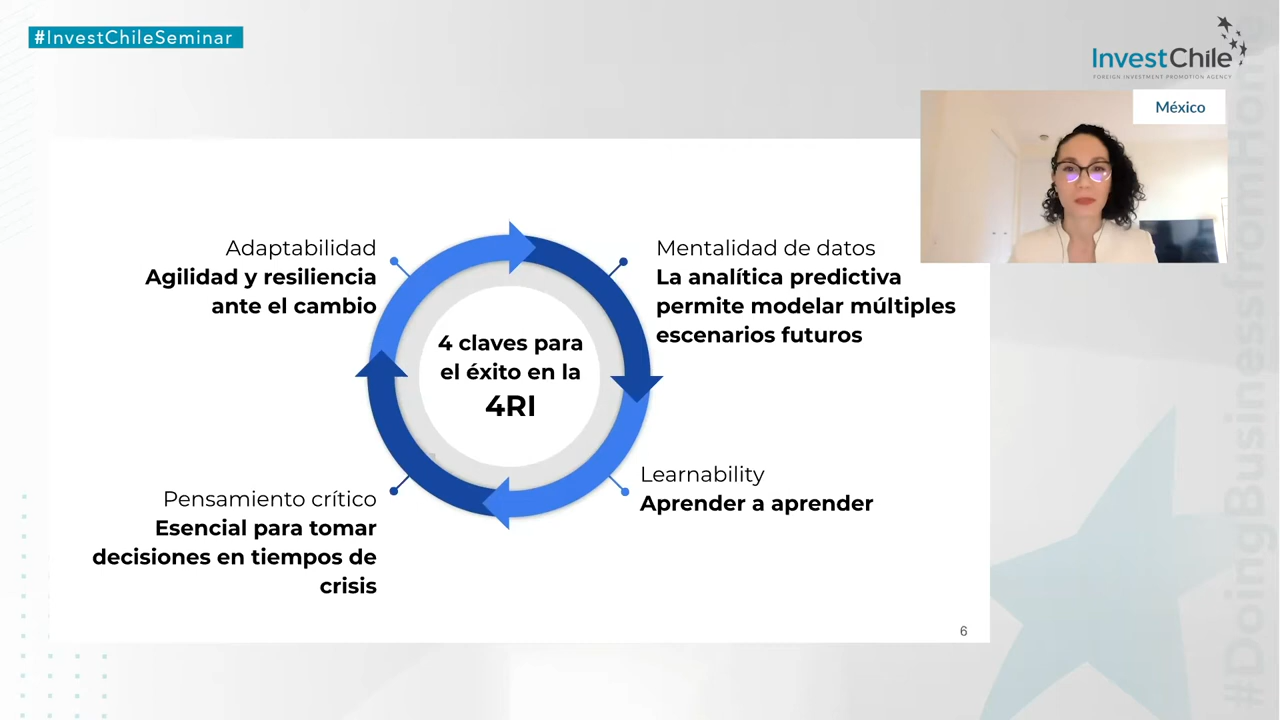 #InvestChileSeminar
InvestChile
FOREIGN INVESTMENT PROMOTION AGENCY
México
Adaptabilidad
Agilidad y resiliencia
ante el cambio
Mentalidad de datos
La analítica predictiva
permite modelar múltiples
escenarios futuros
4 claves para
el éxito en la
4RI
Learnability
Aprender a aprender
Pensamiento crítico
Esencial para tomar
decisiones en tiempos de
crisis
6
#DoingBusinessfromHome